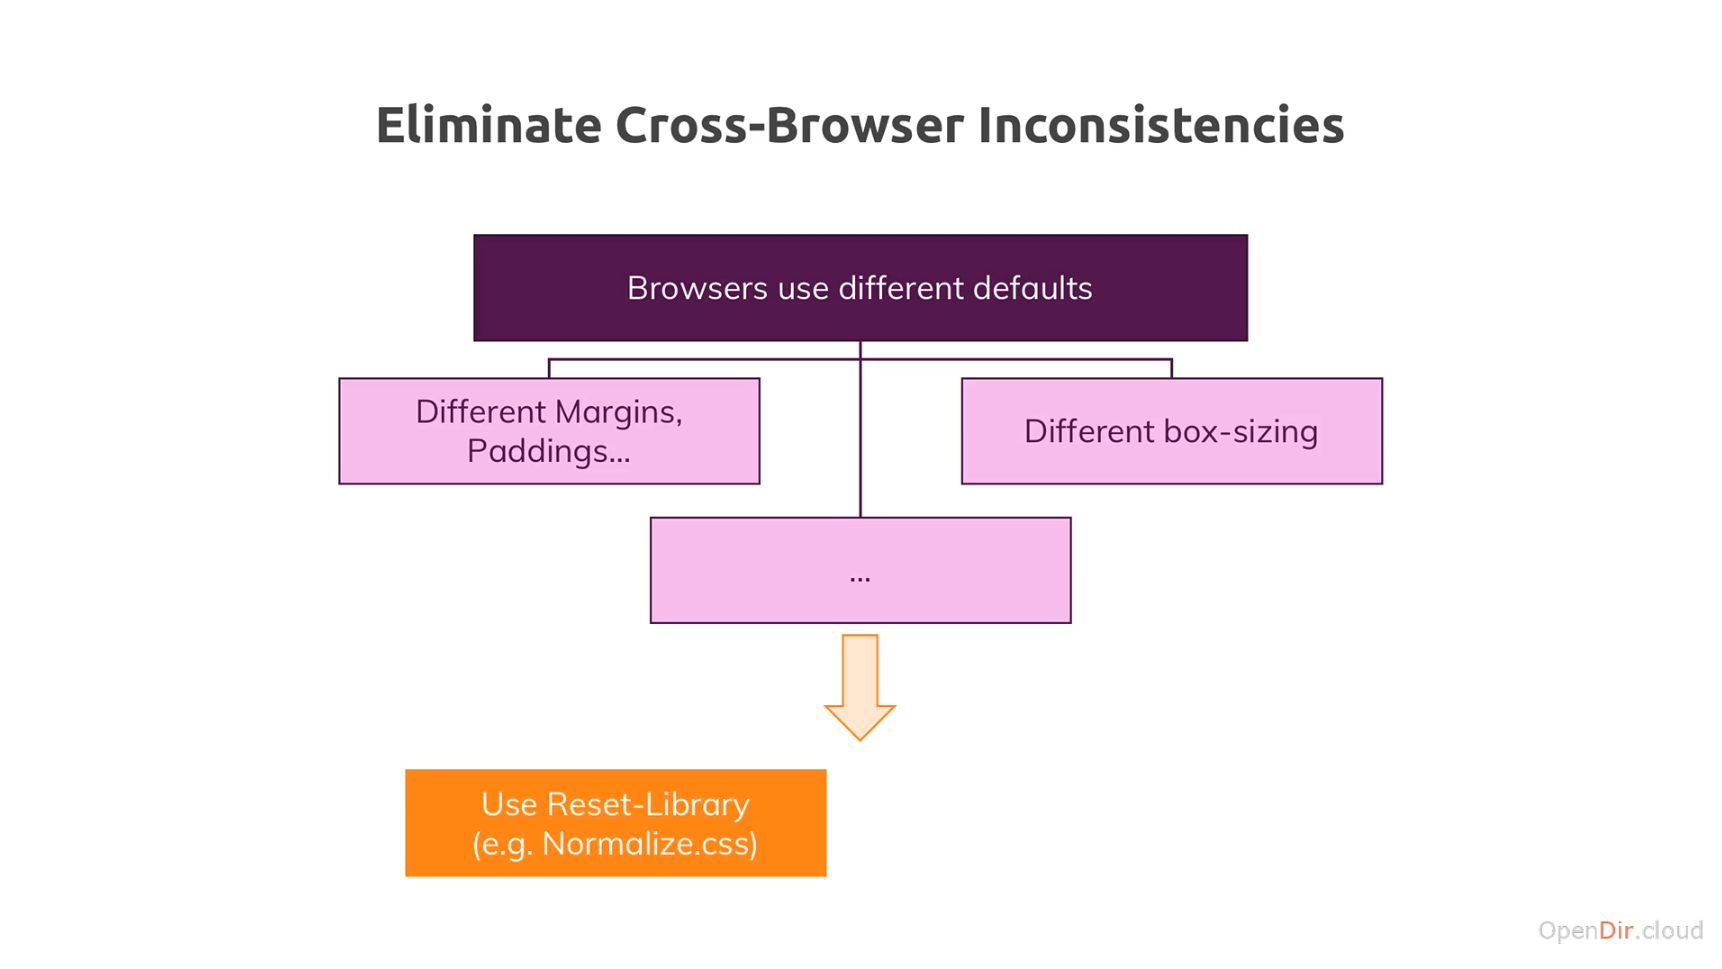 Eliminate Cross-Browser Inconsistencies
Browsers use different defaults
Different Margins,
Paddings...
Different box-sizing
...
Use Reset-Library
(e.g. Normalize.css)
OpenDir.cloud